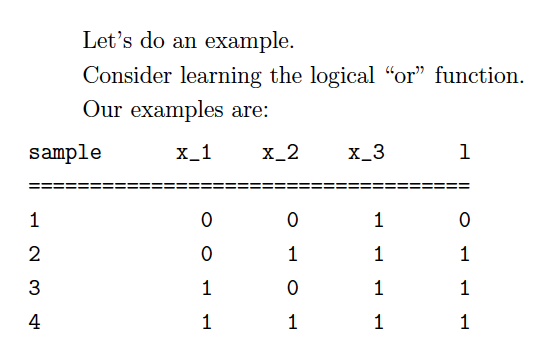 Let's do an example.
Consider learning the logical “or” function.
Our examples are:
sample x_1 x_2 x_3 l
====================================
1 0 0 1 0
2 0 1 1 1
3 1 0 1 1
4 1 1 1 1